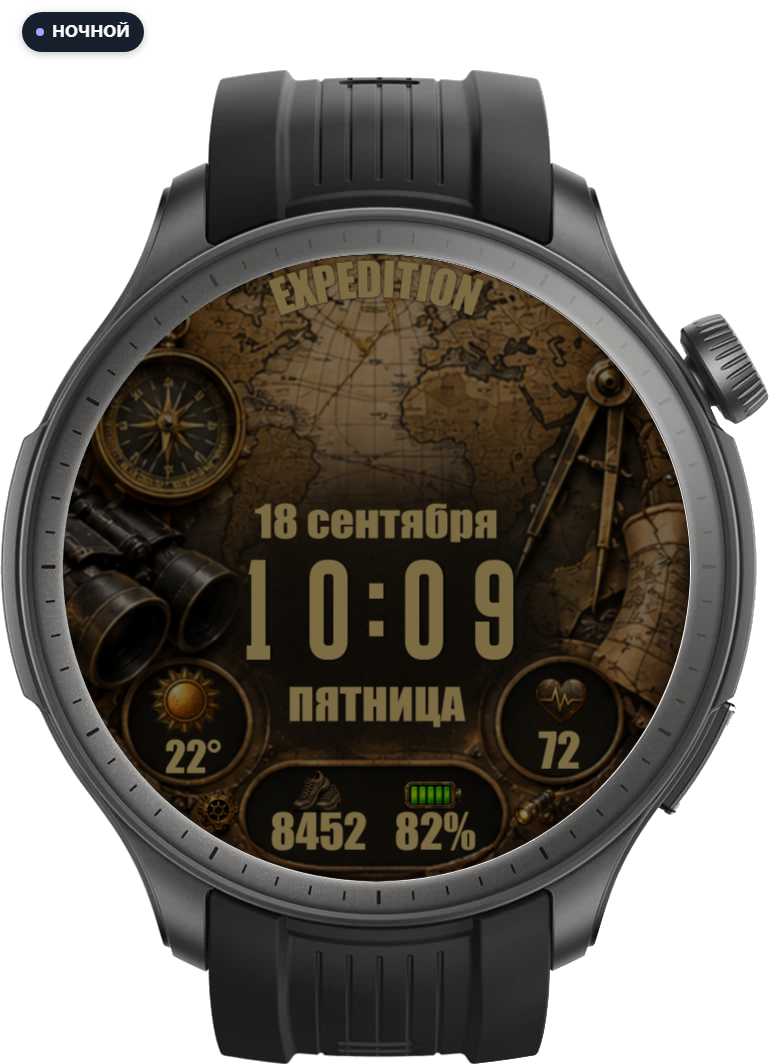 НОЧНОЙ
EXPEDITION
18 сентября
10:09
ПЯТНИЦА
22°
72
8452 82%